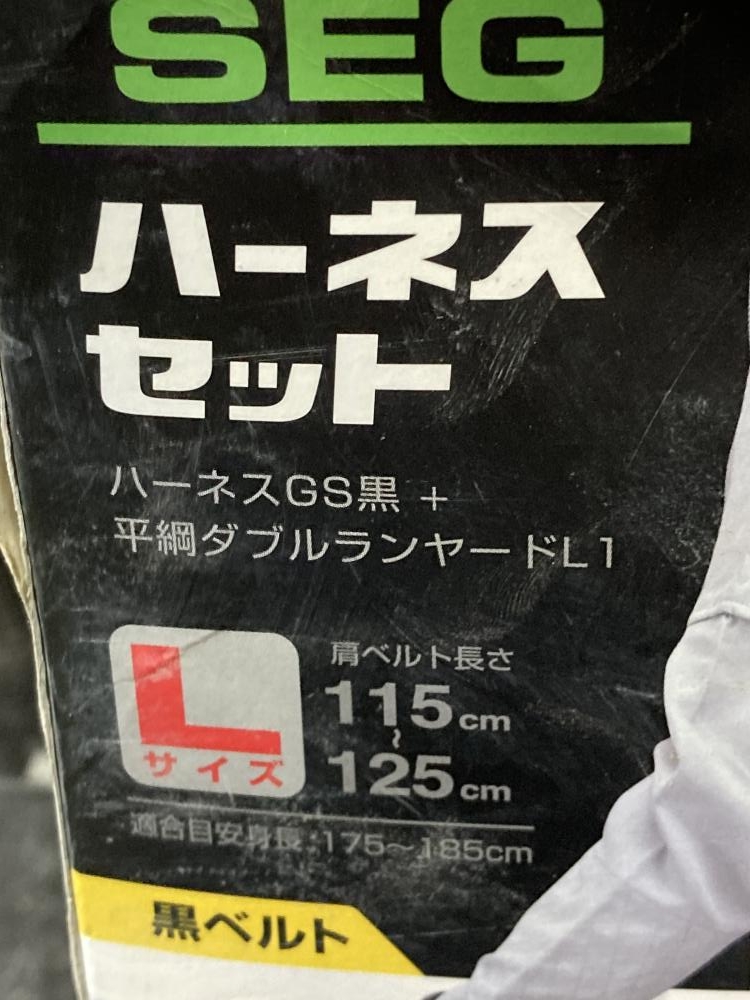 SEG
ハーネス
セット
ハーネスGS黒 +
平綱ダブルランヤードL1
L
サイズ
肩ベルト長さ
115cm
~
125cm
適合目安身長:175～185cm
黒ベルト